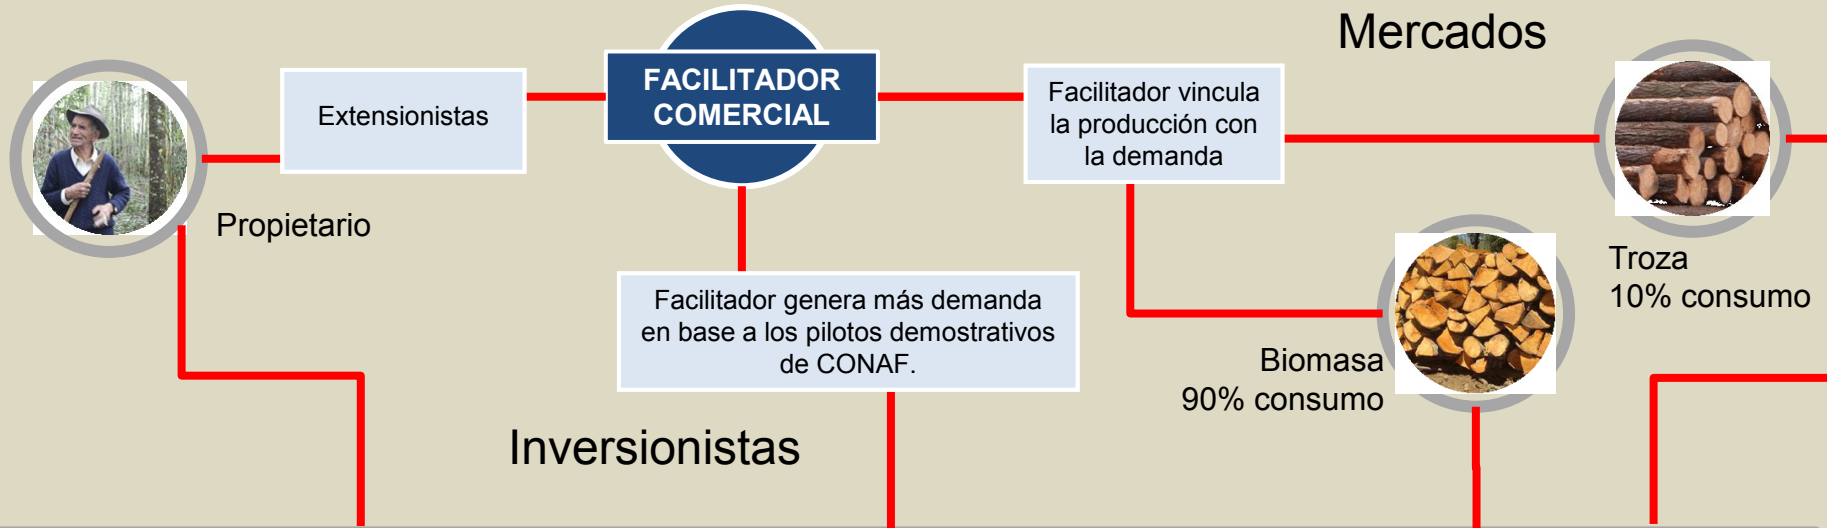 Mercados
FACILITADOR
COMERCIAL
Extensionistas
Facilitador vincula
la producción con
la demanda
Propietario
Troza
10% consumo
Facilitador genera más demanda
en base a los pilotos demostrativos
de CONAF.
Biomasa
90% consumo
Inversionistas